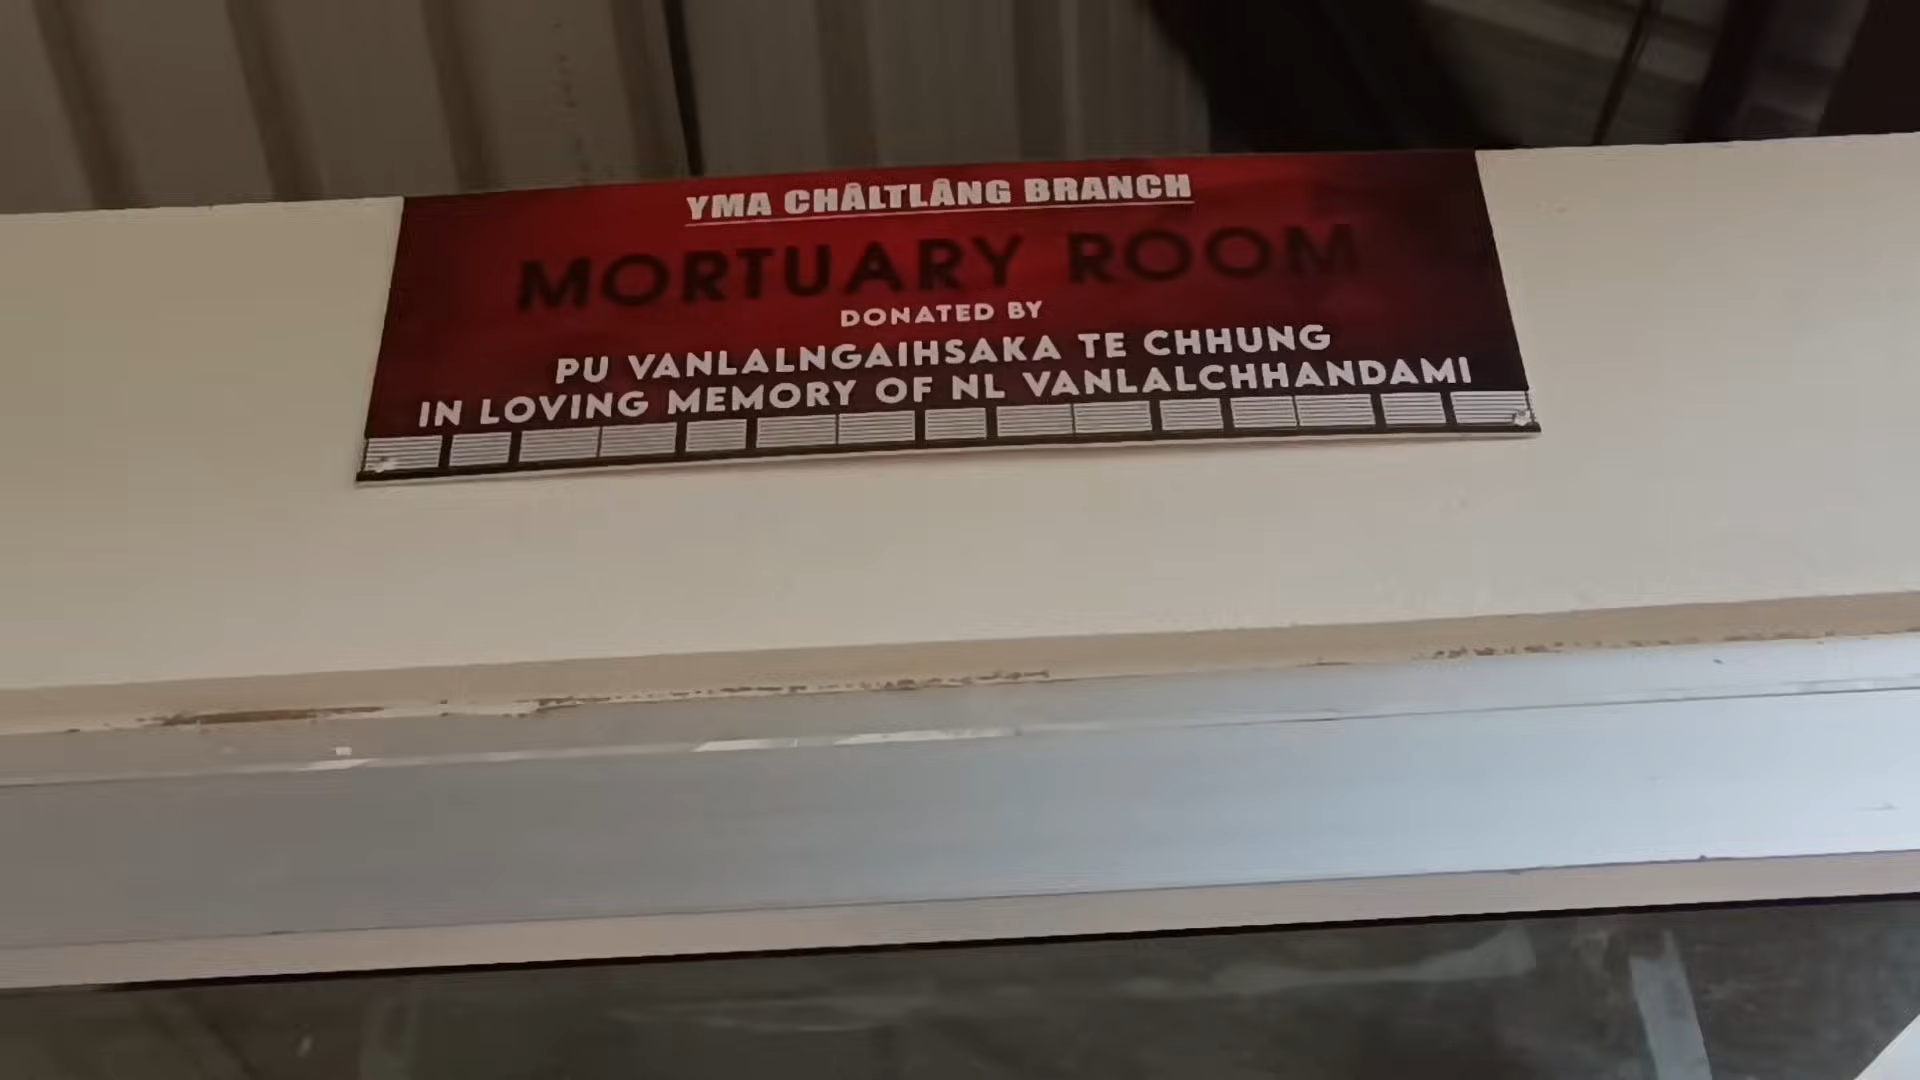 YMA CHÂLTLÂNG BRANCH
MORTUARY ROOM
DONATED BY
PU VANLALNGAIHSAKA TE CHHUNG
IN LOVING MEMORY OF NL VANLALCHHANDAMI